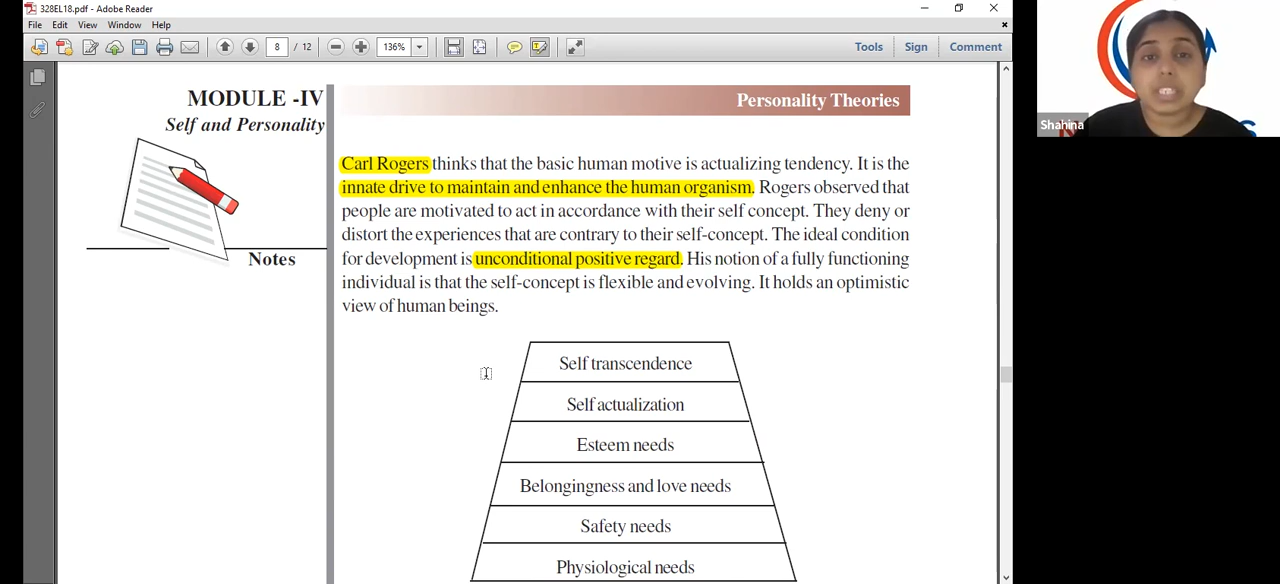 328EL18.pdf - Adobe Reader
File Edit View Window Help
8 / 12
136%
Tools Sign Comment
MODULE -IV
Self and Personality
Notes
Personality Theories
Carl Rogers thinks that the basic human motive is actualizing tendency. It is the
innate drive to maintain and enhance the human organism. Rogers observed that
people are motivated to act in accordance with their self concept. They deny or
distort the experiences that are contrary to their self-concept. The ideal condition
for development is unconditional positive regard. His notion of a fully functioning
individual is that the self-concept is flexible and evolving. It holds an optimistic
view of human beings.
Self transcendence
Self actualization
Esteem needs
Belongingness and love needs
Safety needs
Physiological needs
Shahina